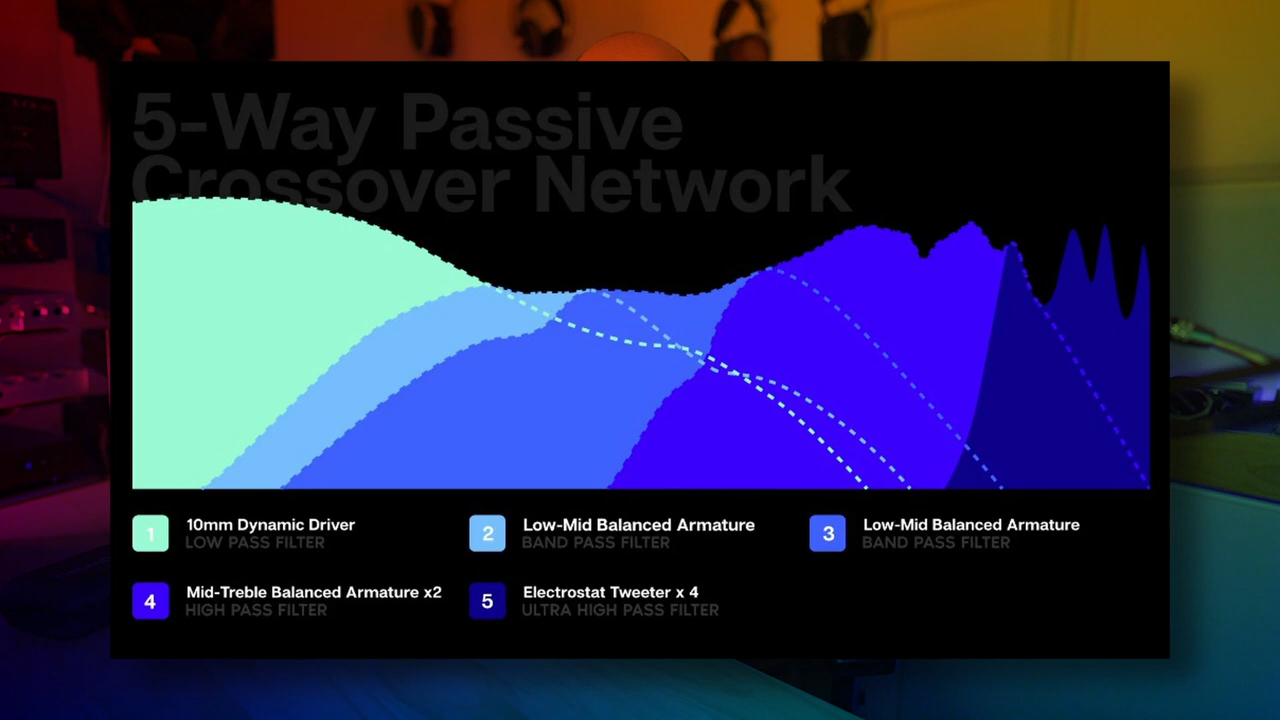 5-Way Passive
Crossover Network
1 10mm Dynamic Driver
LOW PASS FILTER
2 Low-Mid Balanced Armature
BAND PASS FILTER
3 Low-Mid Balanced Armature
BAND PASS FILTER
4 Mid-Treble Balanced Armature x2
HIGH PASS FILTER
5 Electrostat Tweeter x 4
ULTRA HIGH PASS FILTER